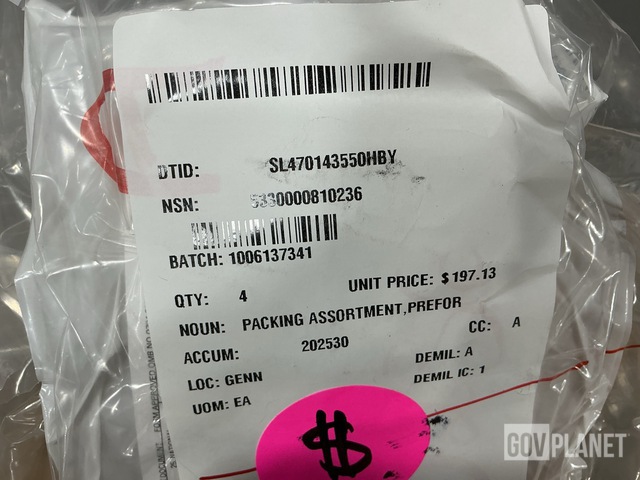 DTID: SL470143550HBY
NSN: 5330000810236
BATCH: 1006137341
QTY: 4 UNIT PRICE: $197.13
NOUN: PACKING ASSORTMENT,PREFOR
ACCUM: 202530 CC: A
LOC: GENN DEMIL: A
UOM: EA DEMIL IC: 1
$
GOVPLANET